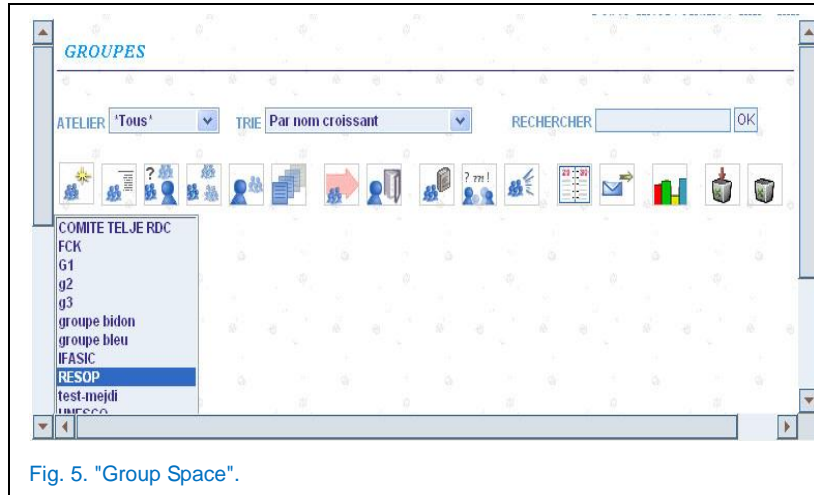 GROUPES
ATELIER *Tous* TRIE Par nom croissant RECHERCHER OK
COMITE TELJE RDC
FCK
G1
g2
g3
groupe bidon
groupe bleu
IFASIC
RESOP
test-mejdi
UNESCO
Fig. 5. "Group Space".